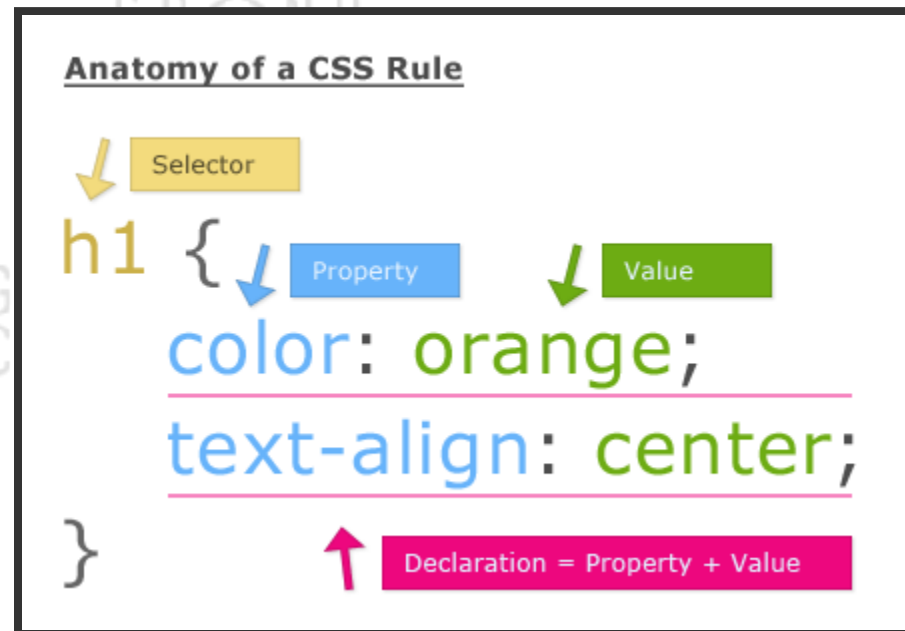 Anatomy of a CSS Rule
Selector
h1 {
Property
Value
color: orange;
text-align: center;
}
Declaration = Property + Value